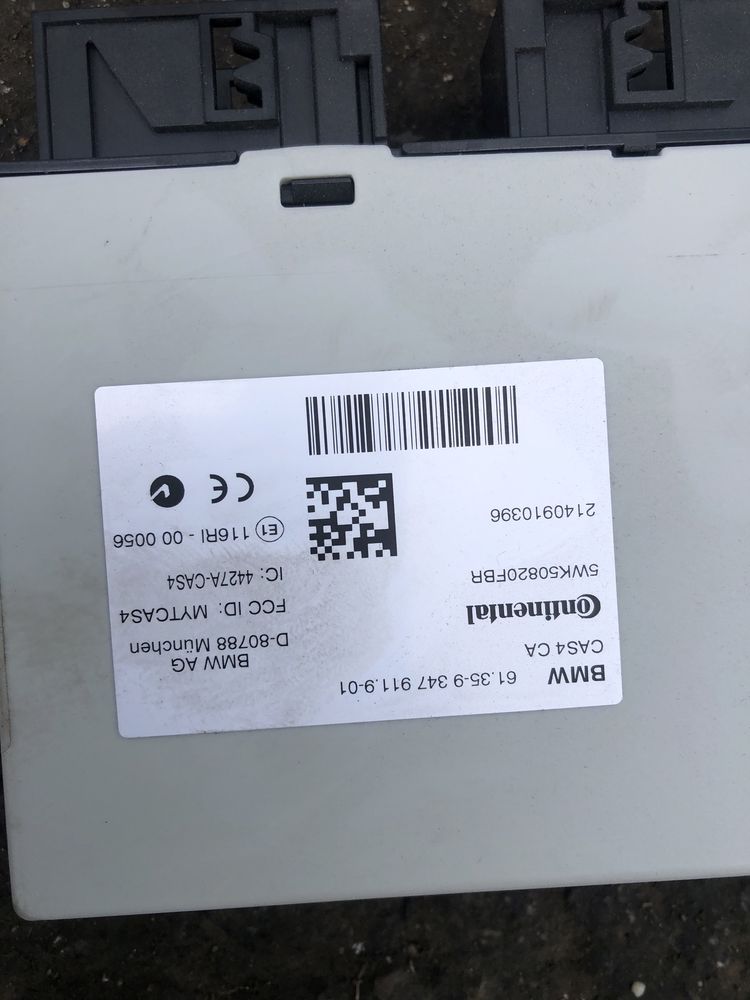 BMW 61.35-9 347 911.9-01
CAS4 CA
Continental
5WK50820FBR
2140910396
BMW AG
D-80788 München
FCC ID: MYTCAS4
IC: 4427A-CAS4
E1 116RI - 00 0056
CE